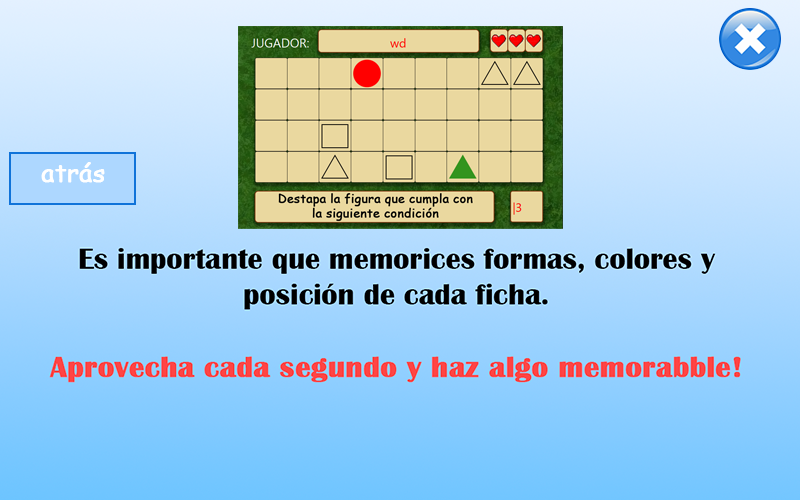 JUGADOR:
wd
atrás
Destapa la figura que cumpla con
la siguiente condición
|3
Es importante que memorices formas, colores y
posición de cada ficha.
Aprovecha cada segundo y haz algo memorabble!